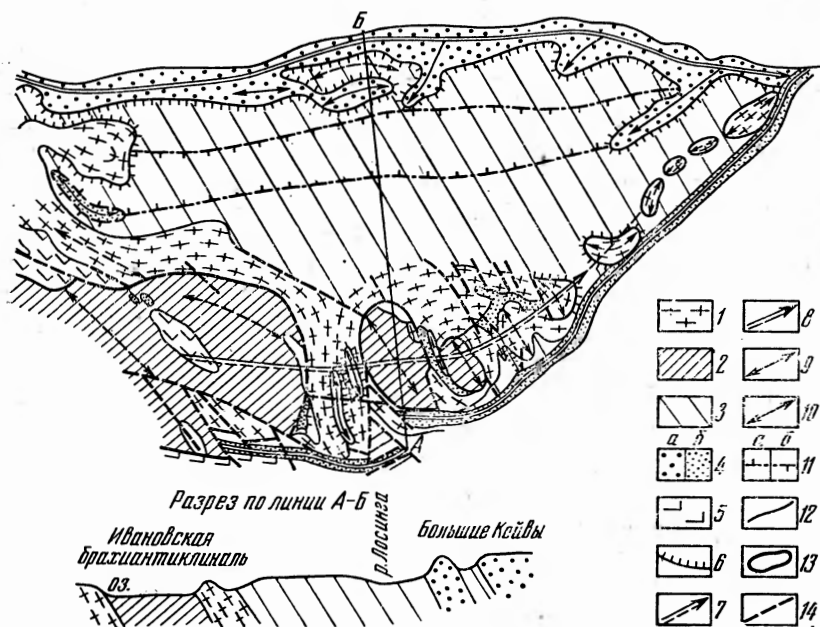 Б
1
8
2
9
3
10
а б
а б
4
11
5
12
6
13
7
14
Разрез по линии А-Б
Ивановская
брахиантиклиналь
оз.
р. Лосинга
Большие Кейвы